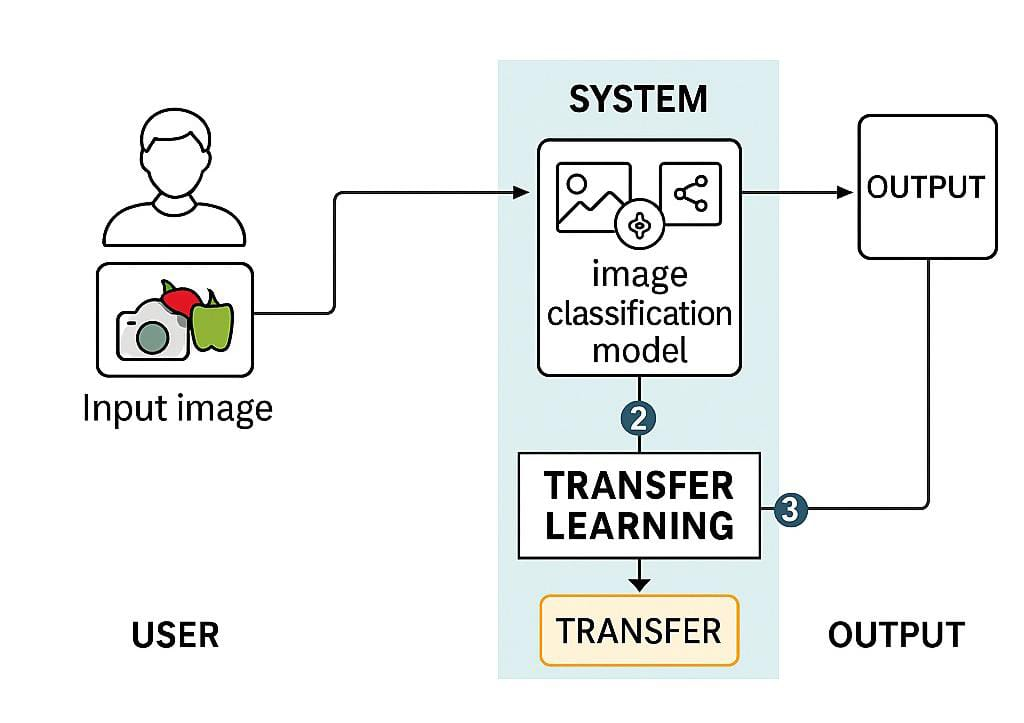 SYSTEM
OUTPUT
image
classification
model
Input image
2
TRANSFER
LEARNING
3
TRANSFER
USER
OUTPUT